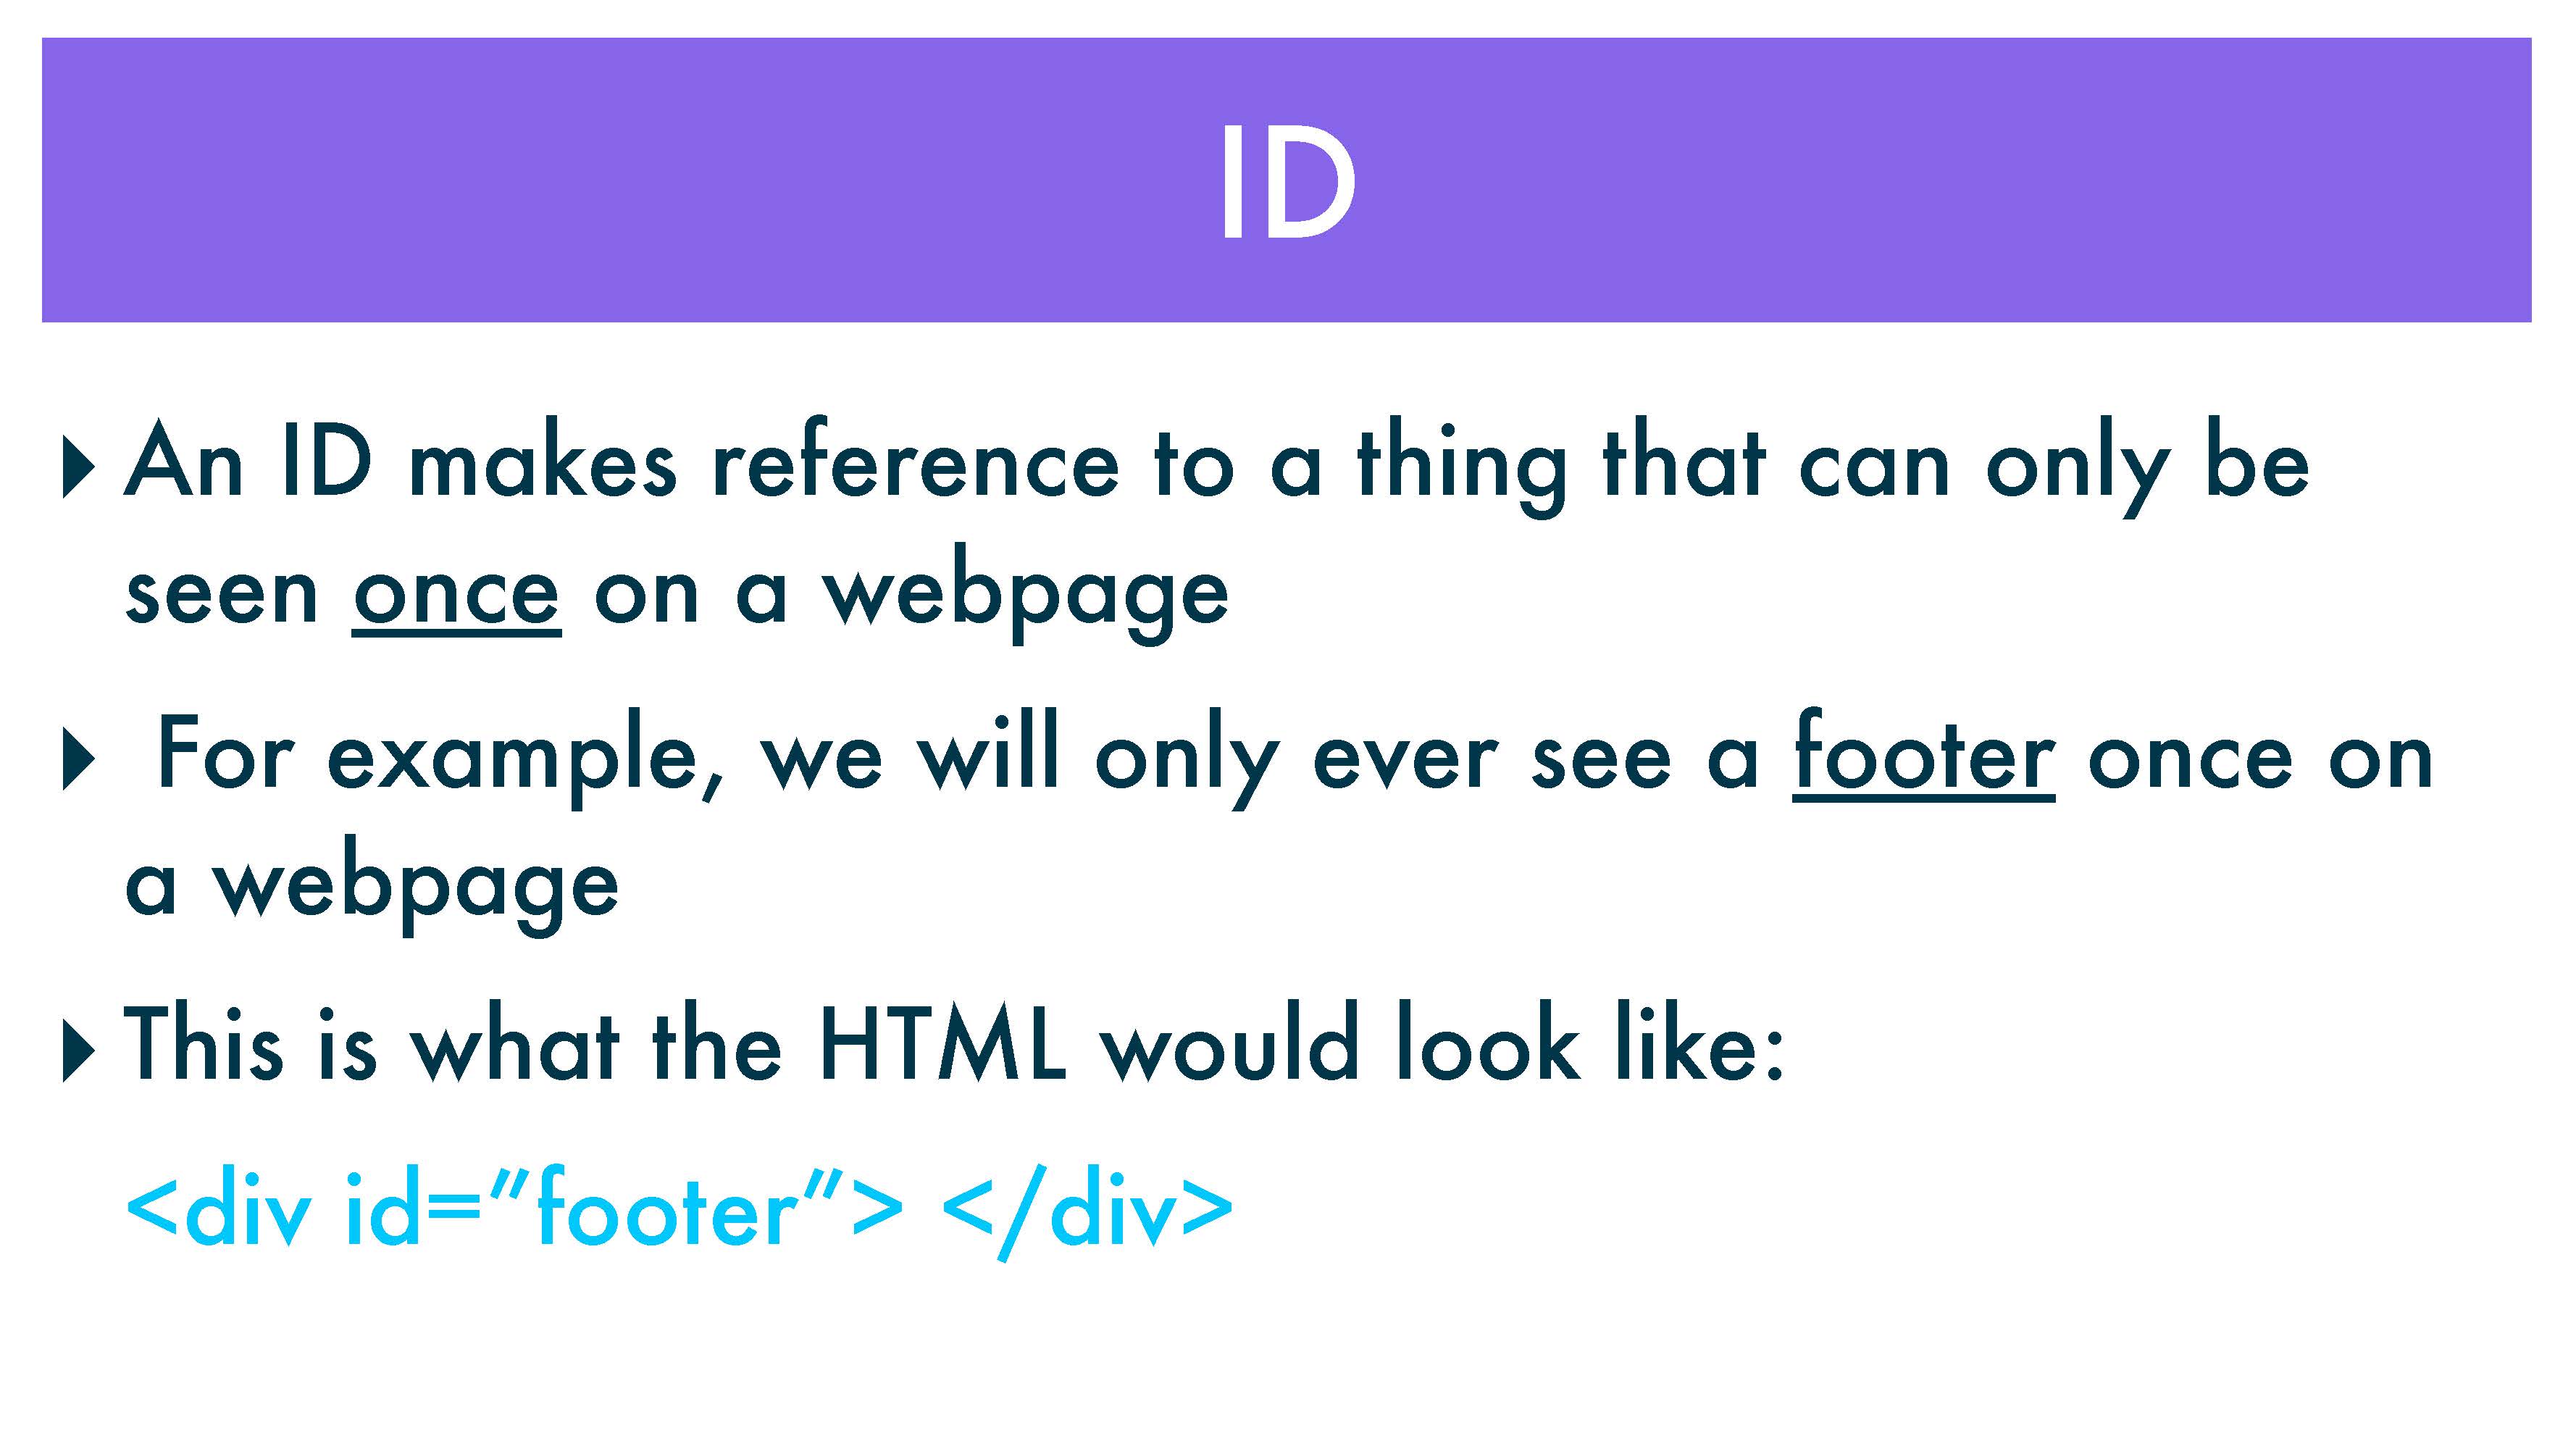 ID
‣ An ID makes reference to a thing that can only be
seen once on a webpage
‣ For example, we will only ever see a footer once on
a webpage
‣ This is what the HTML would look like:
<div id=”footer”> </div>